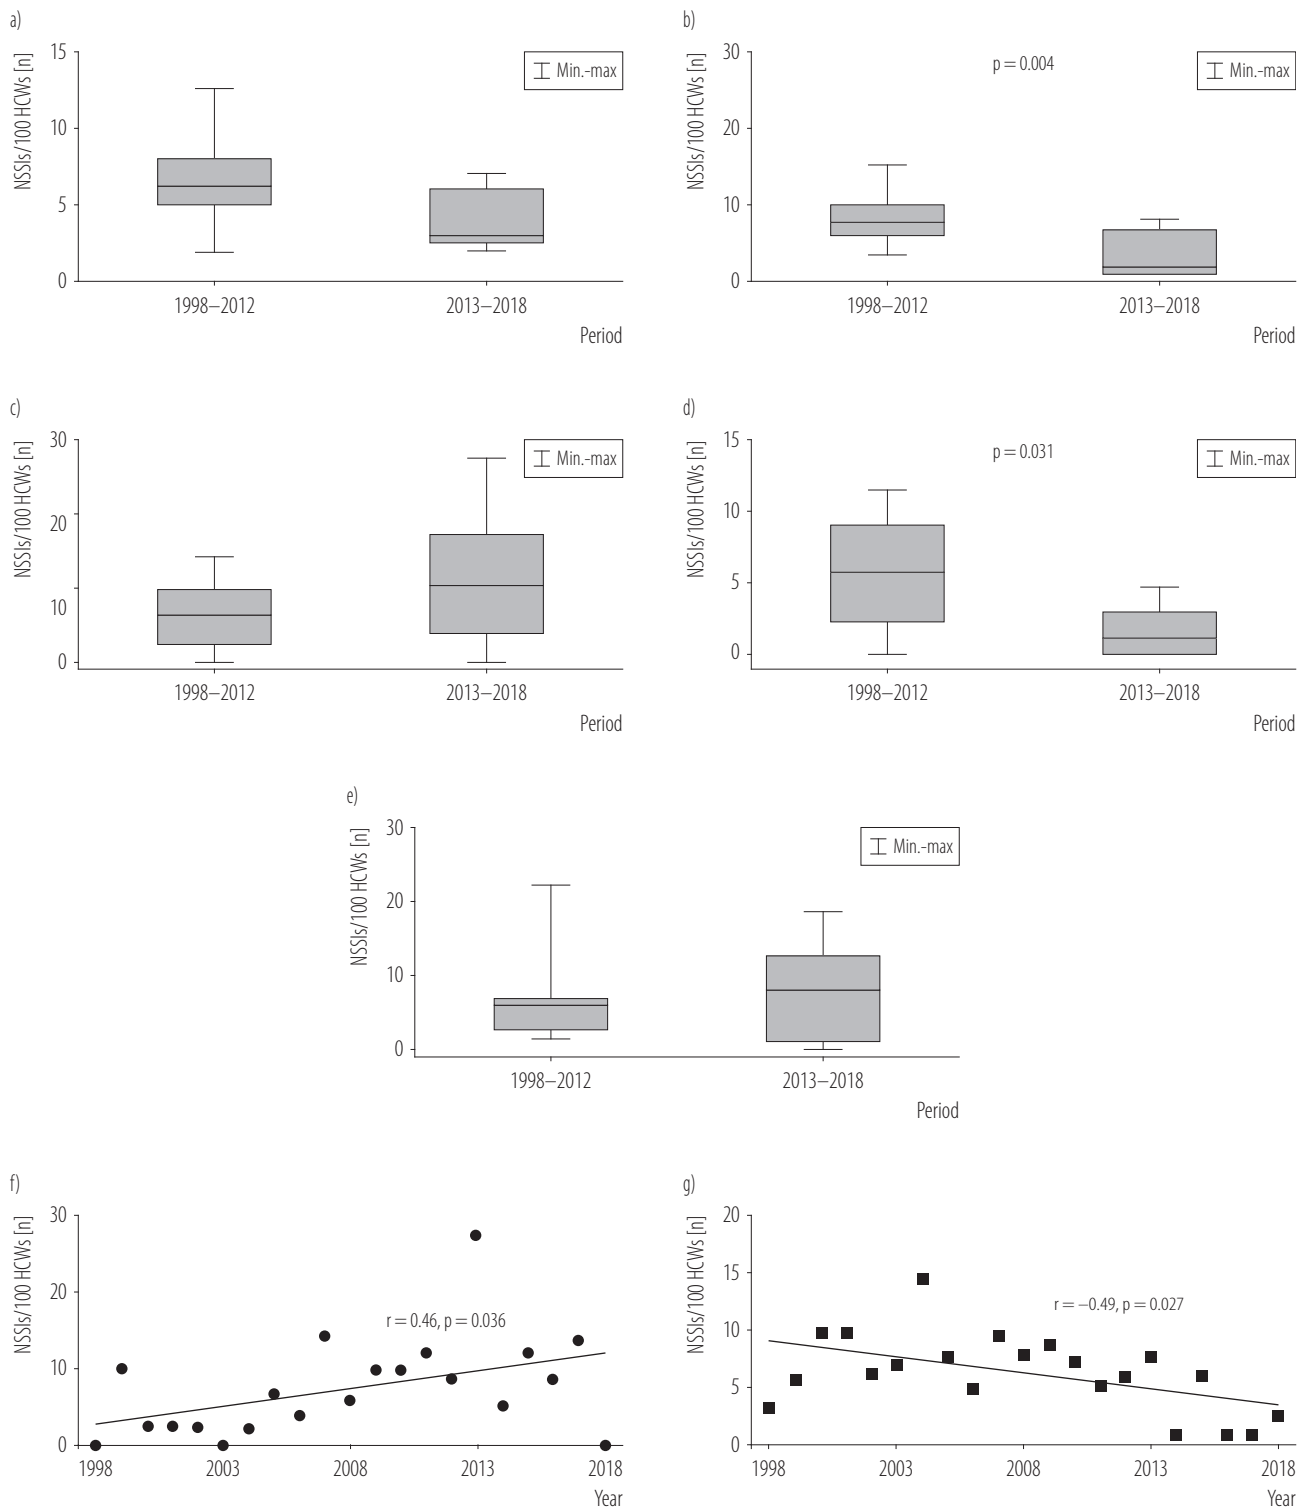 a)
NSSIs/100 HCWs [n]
15
10
5
0
Min.-max
1998–2012
2013–2018
Period
b)
NSSIs/100 HCWs [n]
30
20
10
0
p = 0.004
Min.-max
1998–2012
2013–2018
Period
c)
NSSIs/100 HCWs [n]
30
20
10
0
Min.-max
1998–2012
2013–2018
Period
d)
NSSIs/100 HCWs [n]
15
10
5
0
p = 0.031
Min.-max
1998–2012
2013–2018
Period
e)
NSSIs/100 HCWs [n]
30
20
10
0
Min.-max
1998–2012
2013–2018
Period
f)
NSSIs/100 HCWs [n]
30
20
10
0
r = 0.46, p = 0.036
1998
2003
2008
2013
2018
Year
g)
NSSIs/100 HCWs [n]
20
15
10
5
0
r = −0.49, p = 0.027
1998
2003
2008
2013
2018
Year